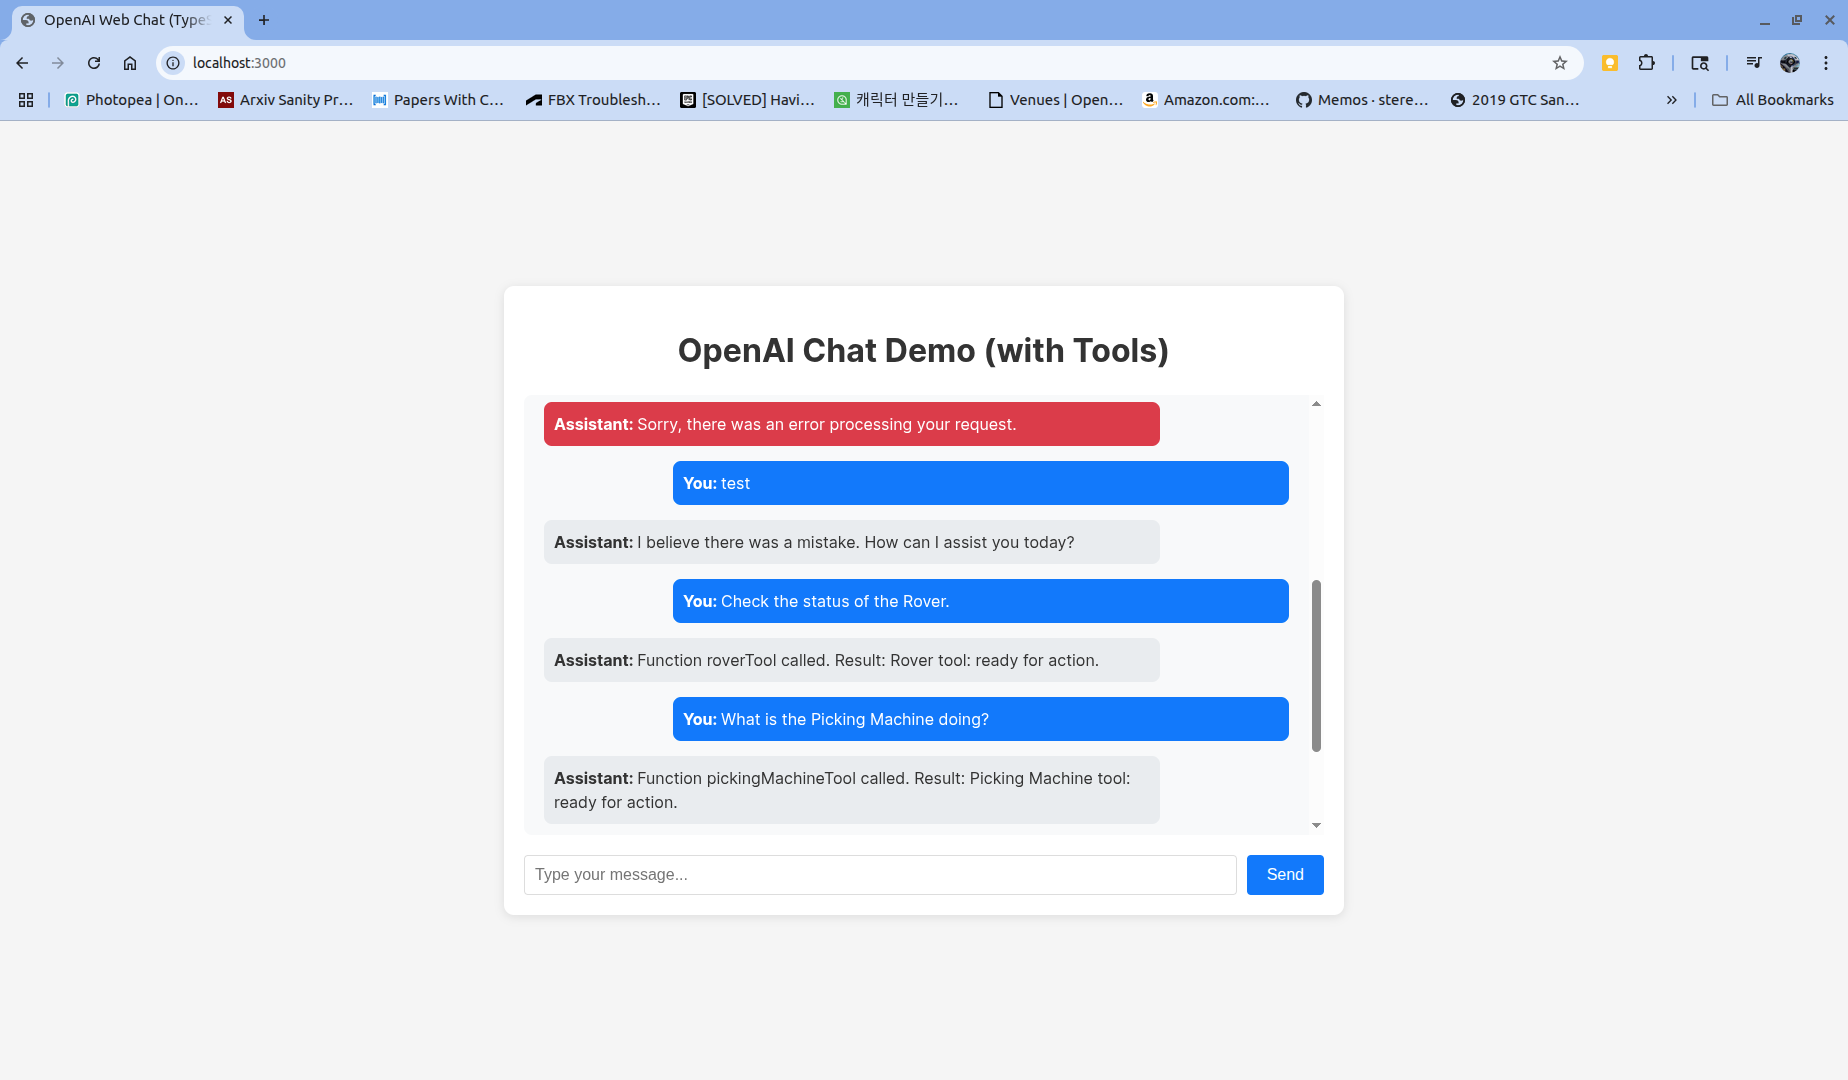 OpenAI Web Chat (Type
localhost:3000
Photopea | On...
AS Arxiv Sanity Pr...
Papers With C...
FBX Troublesh...
[SOLVED] Havi...
캐릭터 만들기...
Venues | Open...
a Amazon.com:...
Memos · stere...
2019 GTC San...
All Bookmarks
OpenAI Chat Demo (with Tools)
Assistant: Sorry, there was an error processing your request.
You: test
Assistant: I believe there was a mistake. How can I assist you today?
You: Check the status of the Rover.
Assistant: Function roverTool called. Result: Rover tool: ready for action.
You: What is the Picking Machine doing?
Assistant: Function pickingMachineTool called. Result: Picking Machine tool:
ready for action.
Type your message...
Send